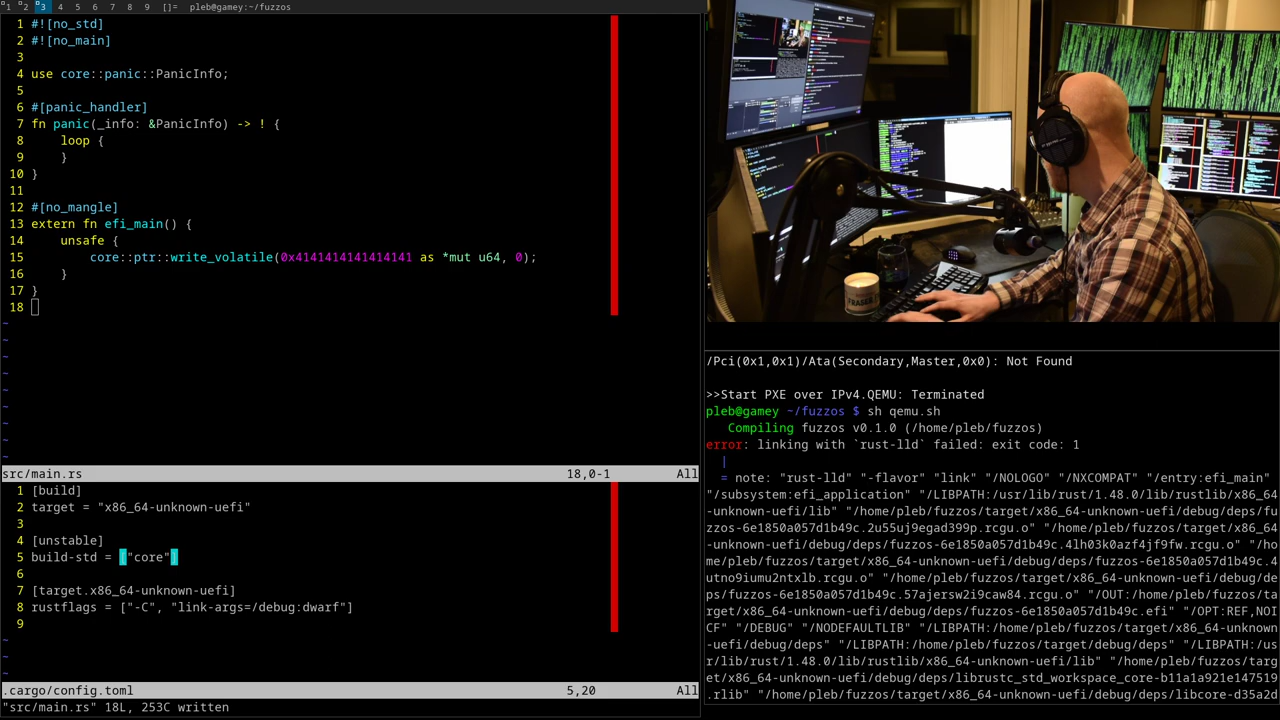 1 2 3 4 5 6 7 8 9 []= pleb@gamey:~/fuzzos
1 #![no_std]
2 #![no_main]
3
4 use core::panic::PanicInfo;
5
6 #[panic_handler]
7 fn panic(_info: &PanicInfo) -> ! {
8 loop {
9 }
10 }
11
12 #[no_mangle]
13 extern fn efi_main() {
14 unsafe {
15 core::ptr::write_volatile(0x4141414141414141 as *mut u64, 0);
16 }
17 }
18
~
~
~
~
~
~
~
~
~
src/main.rs 18,0-1 All
1 [build]
2 target = "x86_64-unknown-uefi"
3
4 [unstable]
5 build-std = ["core"]
6
7 [target.x86_64-unknown-uefi]
8 rustflags = ["-C", "link-args=/debug:dwarf"]
9
~
~
~
.cargo/config.toml 5,20 All
"src/main.rs" 18L, 253C written
/Pci(0x1,0x1)/Ata(Secondary,Master,0x0): Not Found
>>Start PXE over IPv4.QEMU: Terminated
pleb@gamey ~/fuzzos $ sh qemu.sh
Compiling fuzzos v0.1.0 (/home/pleb/fuzzos)
error: linking with `rust-lld` failed: exit code: 1
|
= note: "rust-lld" "-flavor" "link" "/NOLOGO" "/NXCOMPAT" "/entry:efi_main"
"/subsystem:efi_application" "/LIBPATH:/usr/lib/rust/1.48.0/lib/rustlib/x86_64
-unknown-uefi/lib" "/home/pleb/fuzzos/target/x86_64-unknown-uefi/debug/deps/fu
zzos-6e1850a057d1b49c.2u55uj9egad399p.rcgu.o" "/home/pleb/fuzzos/target/x86_64
-unknown-uefi/debug/deps/fuzzos-6e1850a057d1b49c.4lh03k0azf4jf9fw.rcgu.o" "/ho
me/pleb/fuzzos/target/x86_64-unknown-uefi/debug/deps/fuzzos-6e1850a057d1b49c.4
utno9iumu2ntxlb.rcgu.o" "/home/pleb/fuzzos/target/x86_64-unknown-uefi/debug/de
ps/fuzzos-6e1850a057d1b49c.57ajersw2i9caw84.rcgu.o" "/OUT:/home/pleb/fuzzos/ta
rget/x86_64-unknown-uefi/debug/deps/fuzzos-6e1850a057d1b49c.efi" "/OPT:REF,NOI
CF" "/DEBUG" "/NODEFAULTLIB" "/LIBPATH:/home/pleb/fuzzos/target/x86_64-unknown
-uefi/debug/deps" "/LIBPATH:/home/pleb/fuzzos/target/debug/deps" "/LIBPATH:/us
r/lib/rust/1.48.0/lib/rustlib/x86_64-unknown-uefi/lib" "/home/pleb/fuzzos/targ
et/x86_64-unknown-uefi/debug/deps/librustc_std_workspace_core-b11a1a921e147519
.rlib" "/home/pleb/fuzzos/target/x86_64-unknown-uefi/debug/deps/libcore-d35a2d